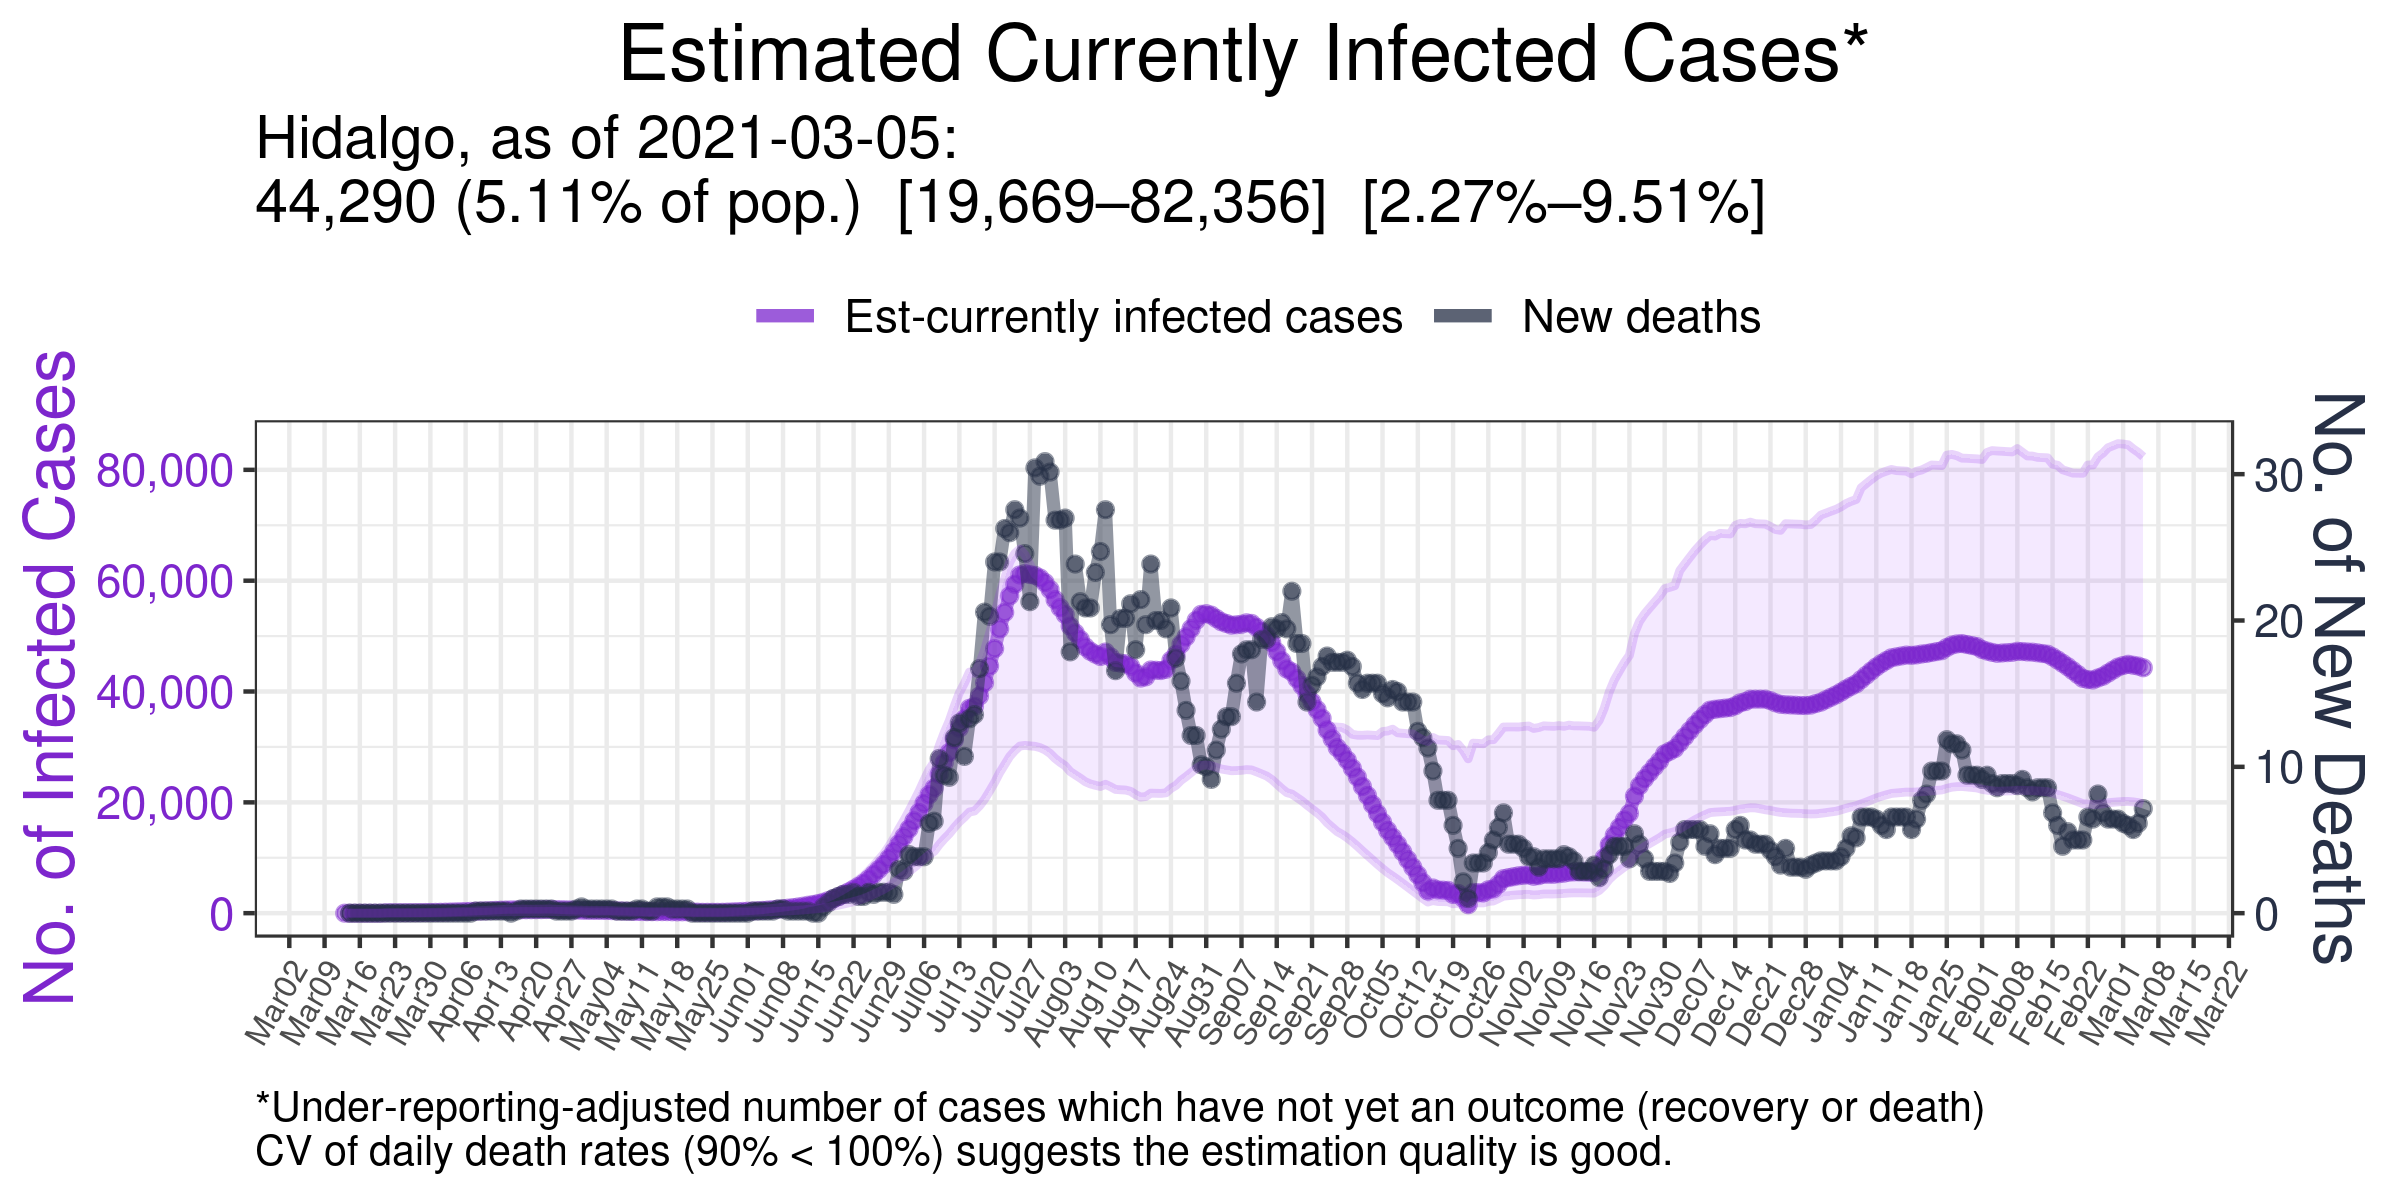 Estimated Currently Infected Cases*
Hidalgo, as of 2021-03-05:
44,290 (5.11% of pop.)  [19,669–82,356]  [2.27%–9.51%]
Est-currently infected cases
New deaths
No. of Infected Cases
80,000
60,000
40,000
20,000
0
No. of New Deaths
30
20
10
0
Mar02
Mar09
Mar16
Mar23
Mar30
Apr06
Apr13
Apr20
Apr27
May04
May11
May18
May25
Jun01
Jun08
Jun15
Jun22
Jun29
Jul06
Jul13
Jul20
Jul27
Aug03
Aug10
Aug17
Aug24
Aug31
Sep07
Sep14
Sep21
Sep28
Oct05
Oct12
Oct19
Oct26
Nov02
Nov09
Nov16
Nov23
Nov30
Dec07
Dec14
Dec21
Dec28
Jan04
Jan11
Jan18
Jan25
Feb01
Feb08
Feb15
Feb22
Mar01
Mar08
Mar15
Mar22
*Under-reporting-adjusted number of cases which have not yet an outcome (recovery or death)
CV of daily death rates (90% < 100%) suggests the estimation quality is good.